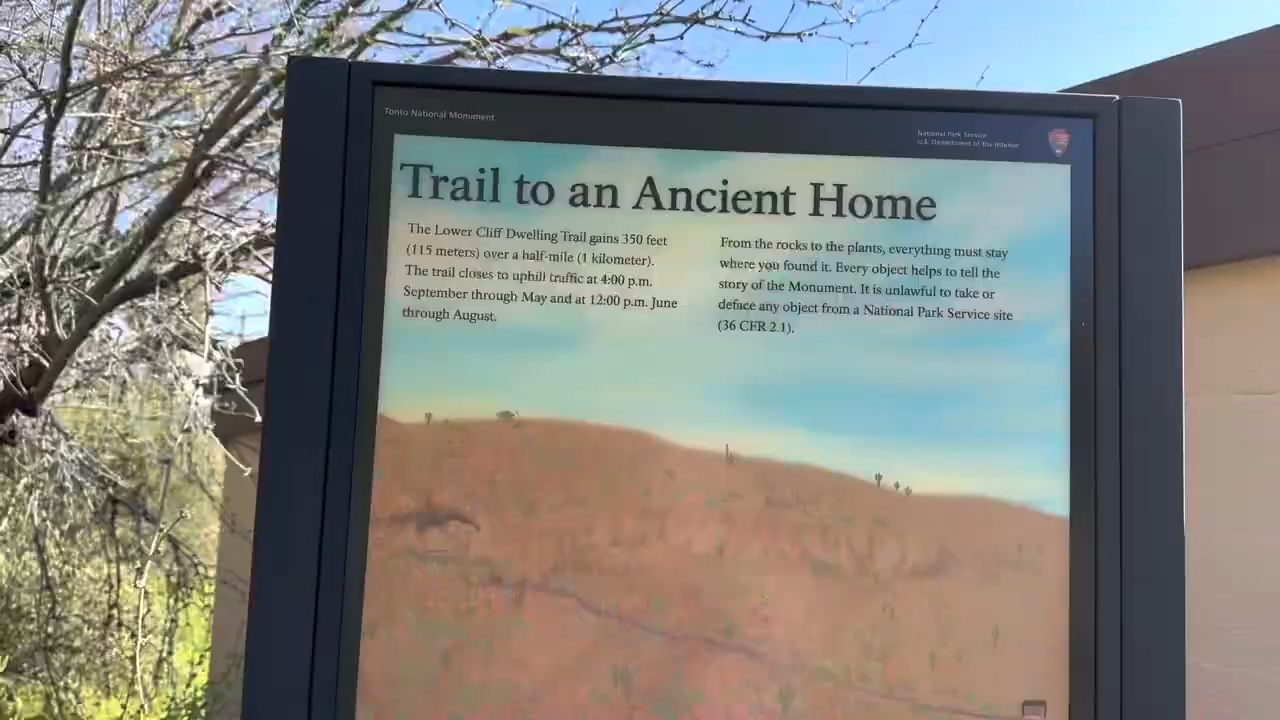 Tonto National Monument
National Park Service
U.S. Department of the Interior
Trail to an Ancient Home
The Lower Cliff Dwelling Trail gains 350 feet
(115 meters) over a half-mile (1 kilometer).
The trail closes to uphill traffic at 4:00 p.m.
September through May and at 12:00 p.m. June
through August.
From the rocks to the plants, everything must stay
where you found it. Every object helps to tell the
story of the Monument. It is unlawful to take or
deface any object from a National Park Service site
(36 CFR 2.1).